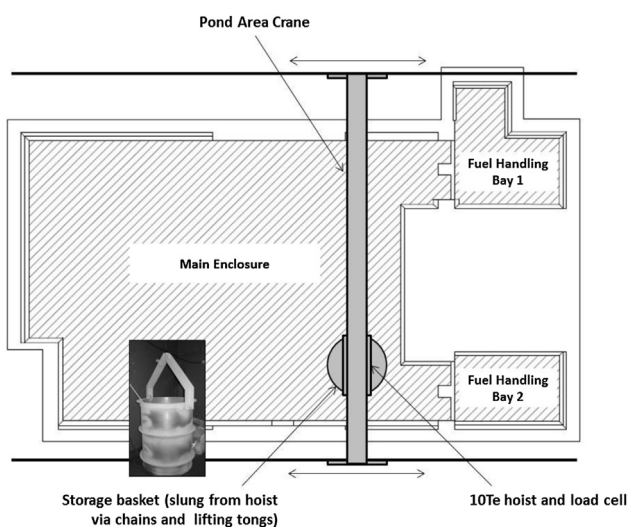 Pond Area Crane
Fuel Handling
Bay 1
Main Enclosure
Fuel Handling
Bay 2
Storage basket (slung from hoist
via chains and lifting tongs)
10Te hoist and load cell